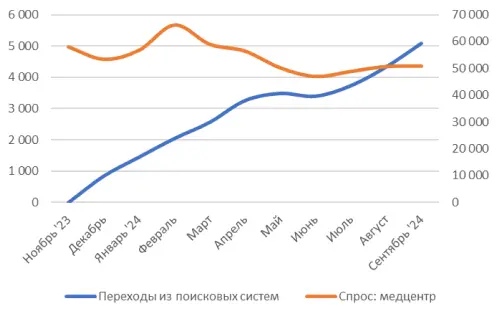 6 000
5 000
4 000
3 000
2 000
1 000
0
70 000
60 000
50 000
40 000
30 000
20 000
10 000
0
Ноябрь '23
Декабрь
Январь '24
Февраль
Март
Апрель
Май
Июнь
Июль
Август
Сентябрь '24
Переходы из поисковых систем
Спрос: медцентр